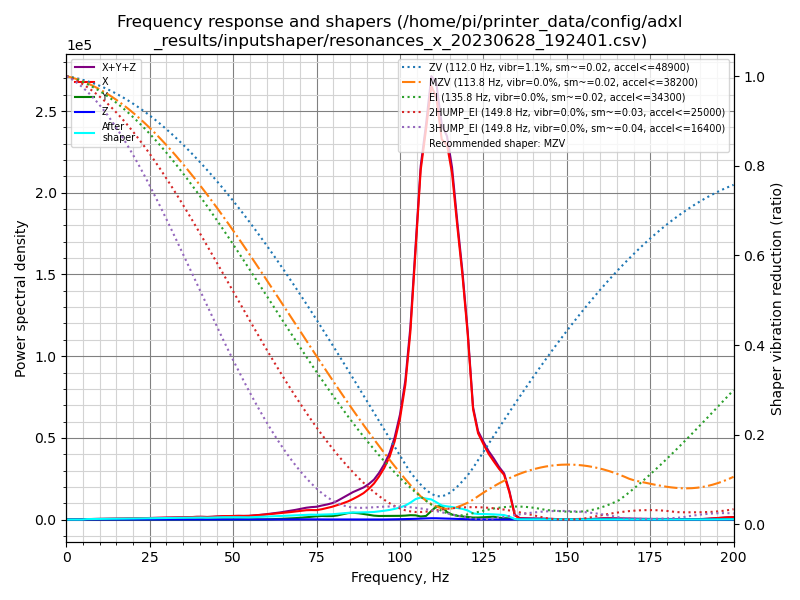 Frequency response and shapers (/home/pi/printer_data/config/adxl
_results/inputshaper/resonances_x_20230628_192401.csv)
1e5
X+Y+Z
X
Y
Z
After
shaper
ZV (112.0 Hz, vibr=1.1%, sm~=0.02, accel<=48900)
MZV (113.8 Hz, vibr=0.0%, sm~=0.02, accel<=38200)
EI (135.8 Hz, vibr=0.0%, sm~=0.02, accel<=34300)
2HUMP_EI (149.8 Hz, vibr=0.0%, sm~=0.03, accel<=25000)
3HUMP_EI (149.8 Hz, vibr=0.0%, sm~=0.04, accel<=16400)
Recommended shaper: MZV
2.5
2.0
1.5
1.0
0.5
0.0
Power spectral density
1.0
0.8
0.6
0.4
0.2
0.0
Shaper vibration reduction (ratio)
0 25 50 75 100 125 150 175 200
Frequency, Hz